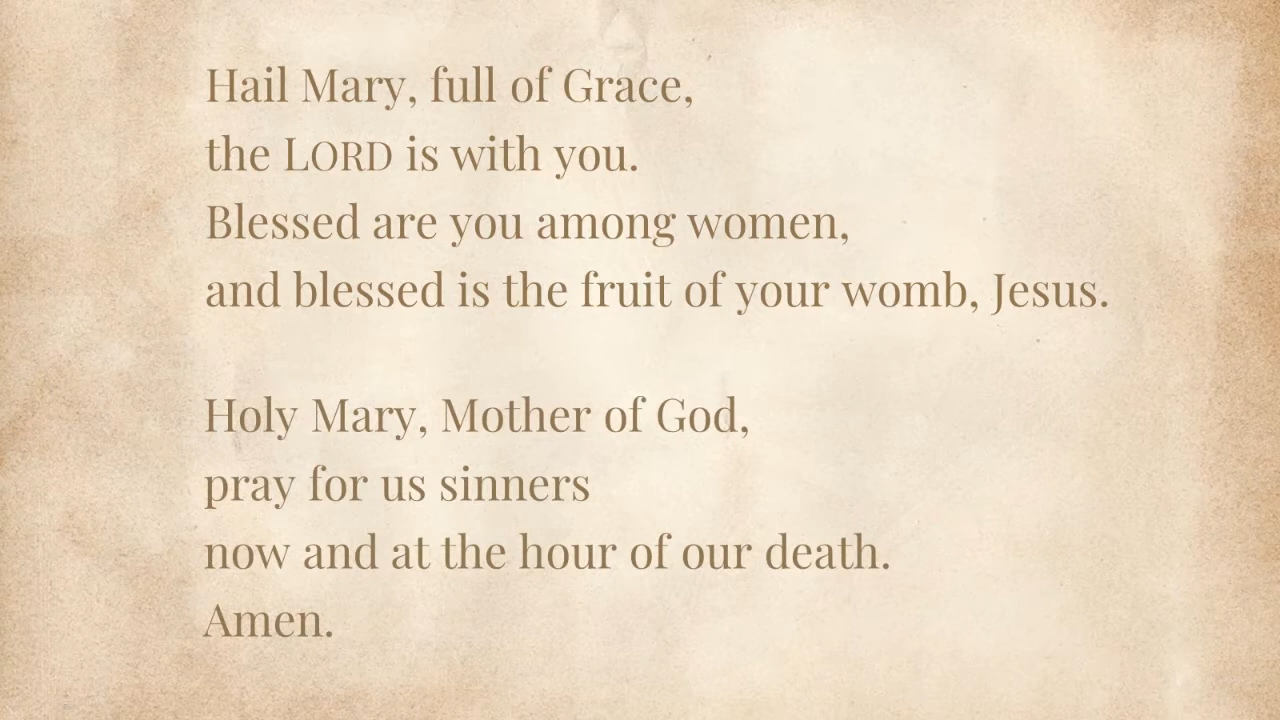 Hail Mary, full of Grace,
the LORD is with you.
Blessed are you among women,
and blessed is the fruit of your womb, Jesus.
Holy Mary, Mother of God,
pray for us sinners
now and at the hour of our death.
Amen.